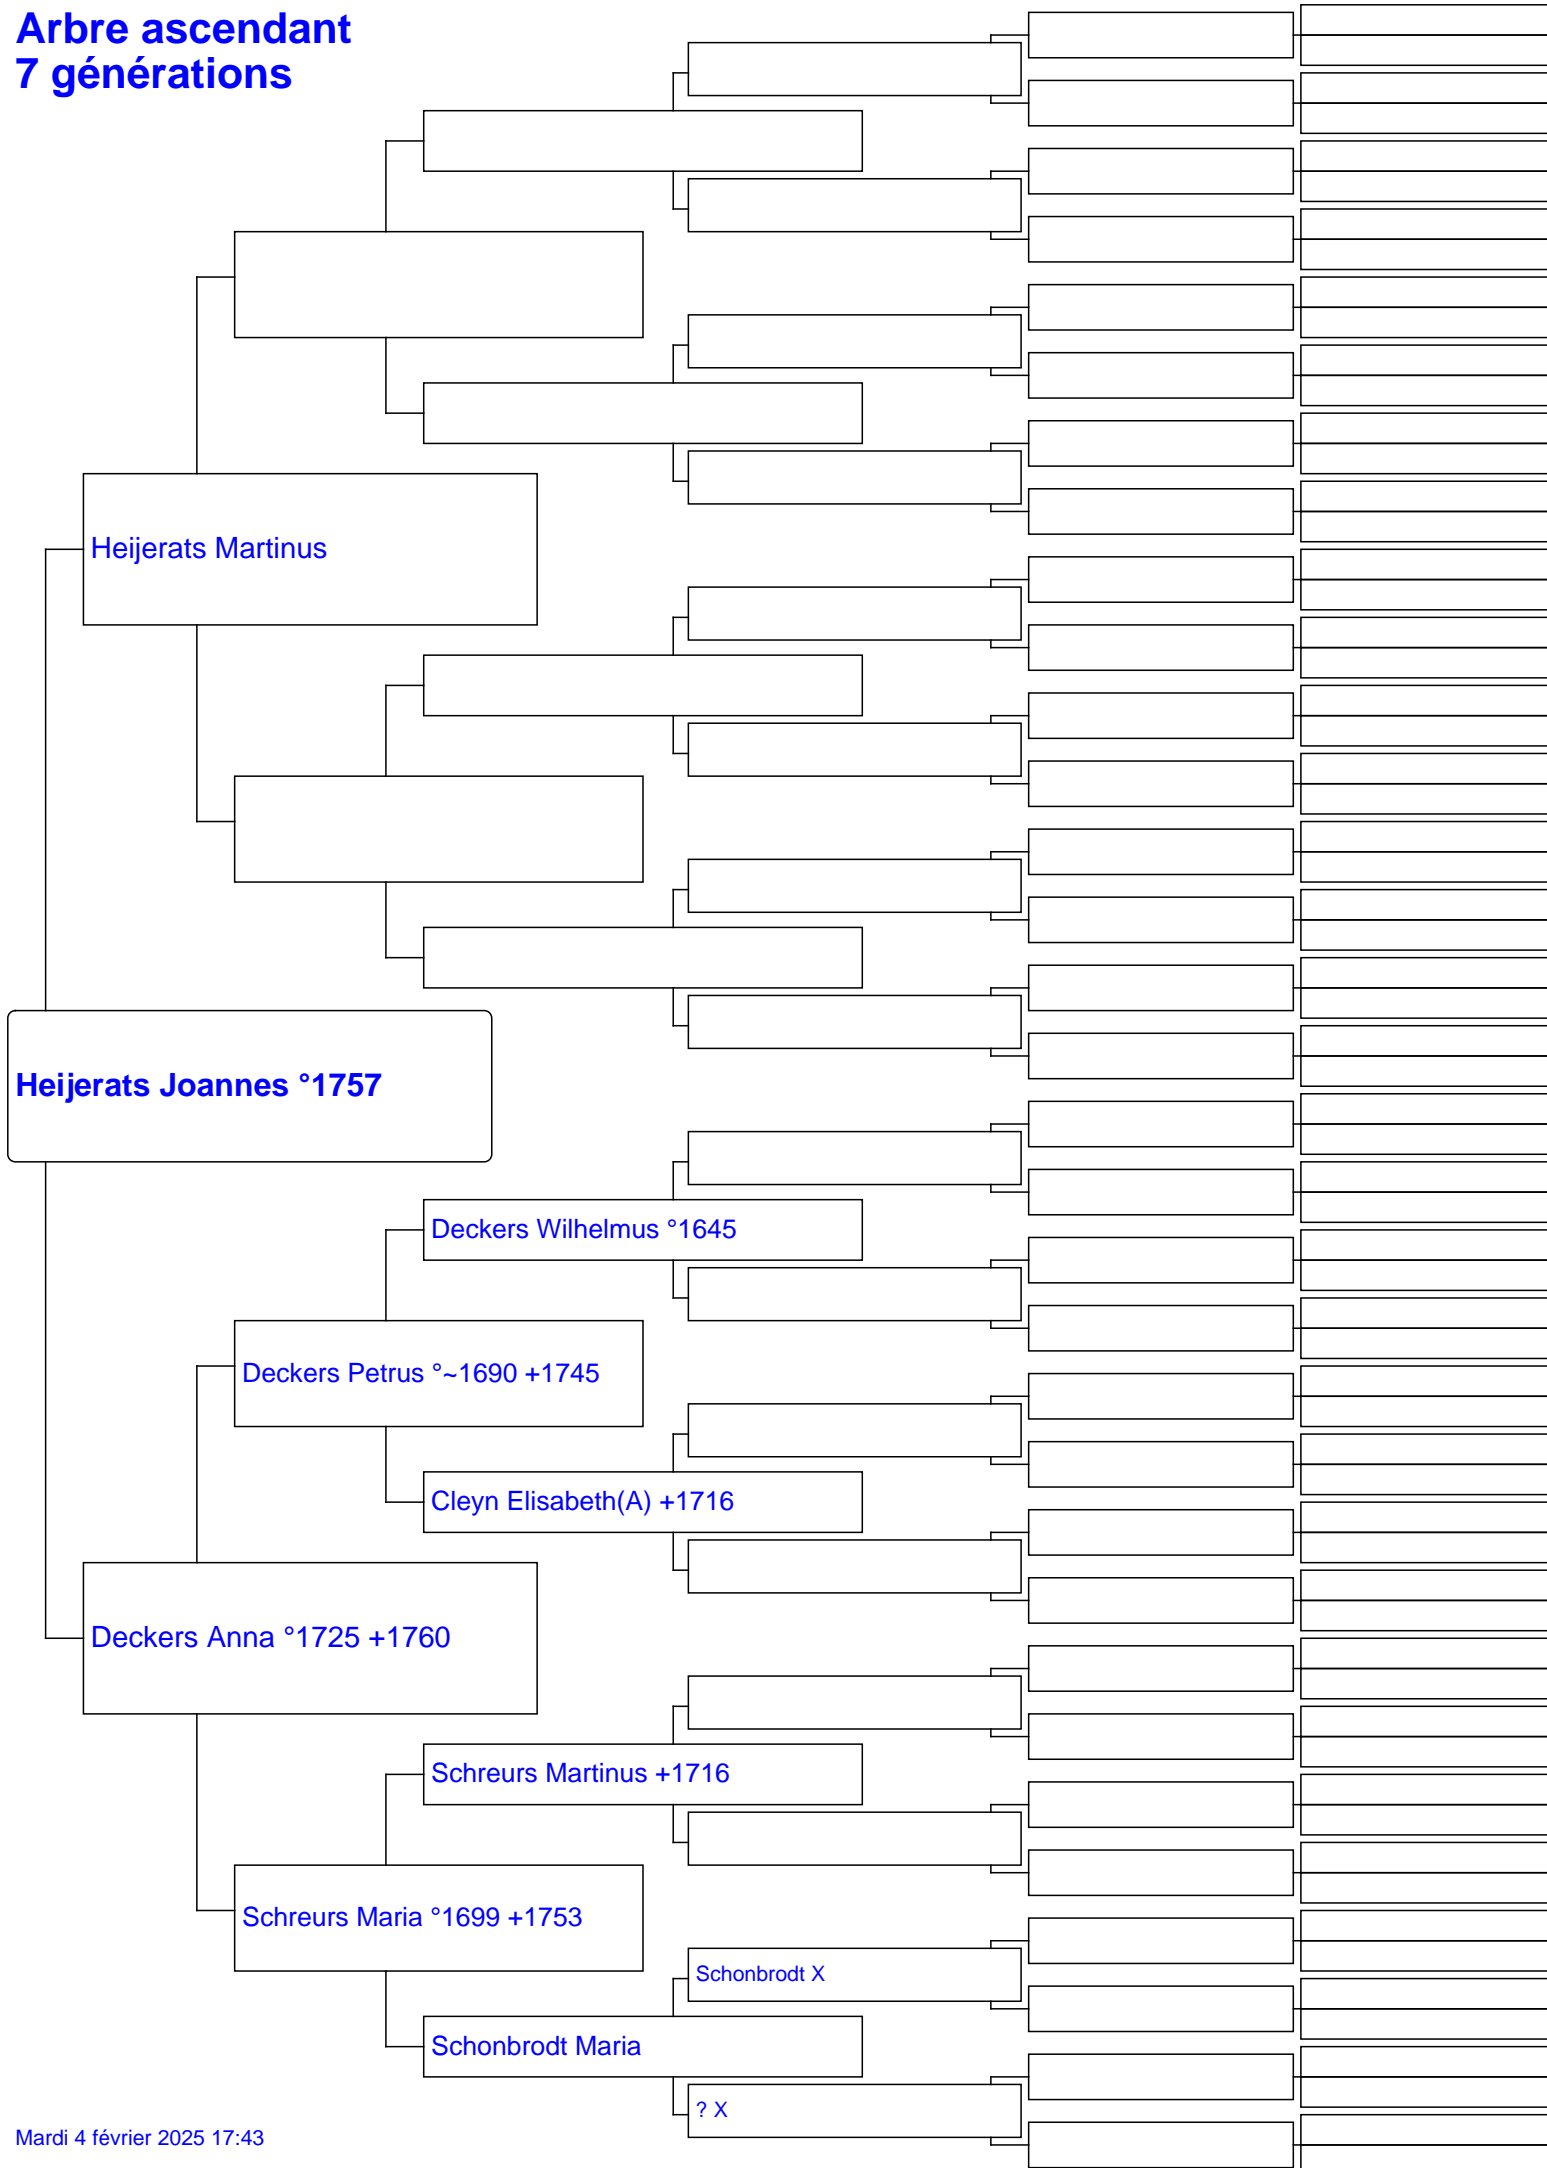 Arbre ascendant
7 générations
Heijerats Martinus
Heijerats Joannes °1757
Deckers Wilhelmus °1645
Deckers Petrus °~1690 +1745
Cleyn Elisabeth(A) +1716
Deckers Anna °1725 +1760
Schreurs Martinus +1716
Schreurs Maria °1699 +1753
Schonbrodt X
Schonbrodt Maria
? X
Mardi 4 février 2025 17:43